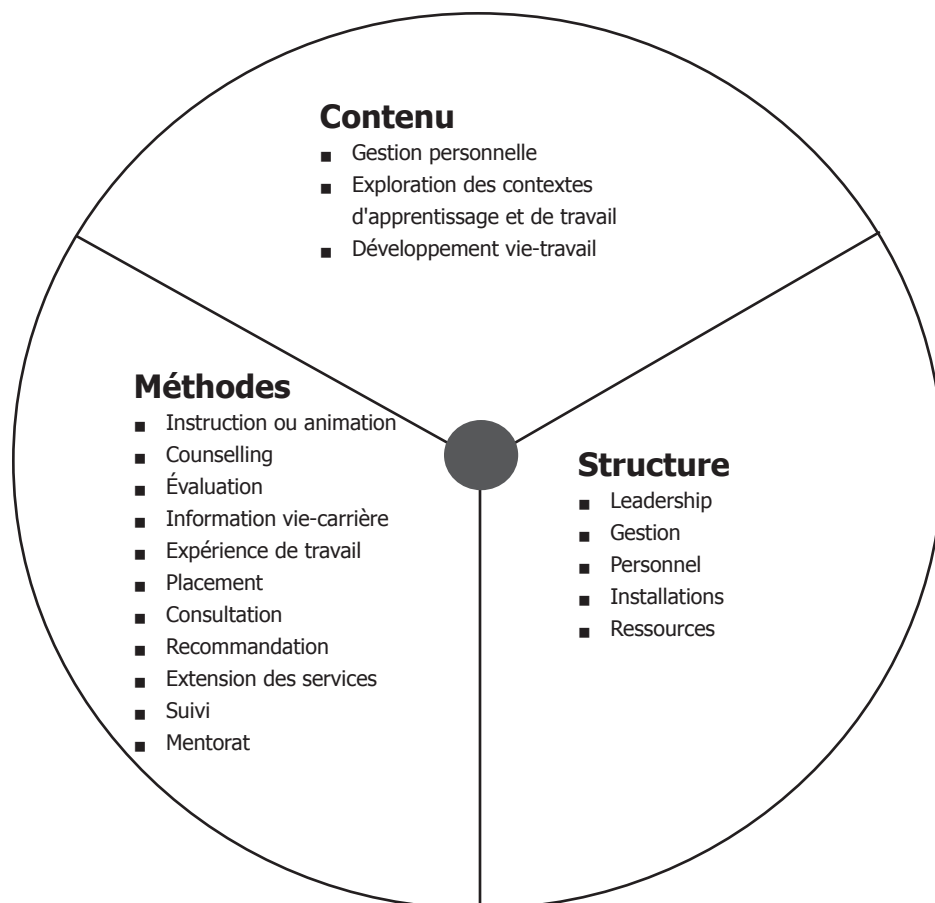 Contenu
■ Gestion personnelle
■ Exploration des contextes
d'apprentissage et de travail
■ Développement vie-travail
Méthodes
■ Instruction ou animation
■ Counselling
■ Évaluation
■ Information vie-carrière
■ Expérience de travail
■ Placement
■ Consultation
■ Recommandation
■ Extension des services
■ Suivi
■ Mentorat
Structure
■ Leadership
■ Gestion
■ Personnel
■ Installations
■ Ressources